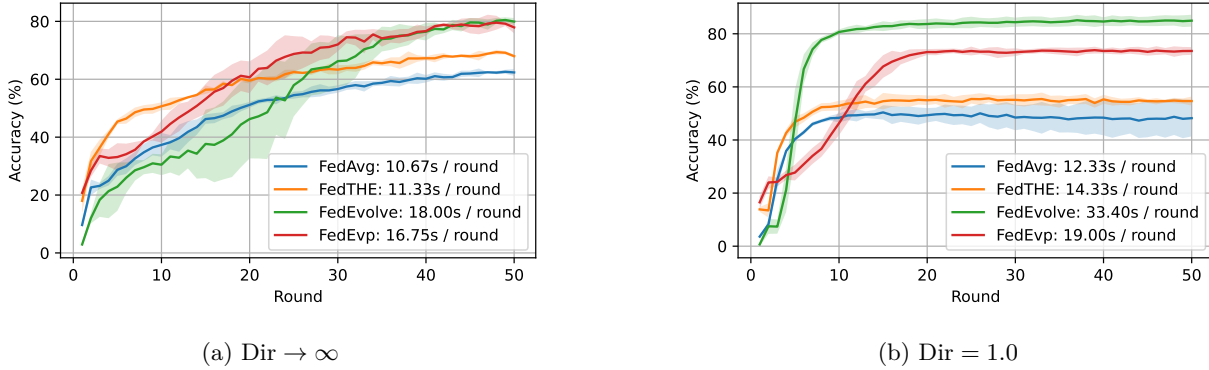 80
60
40
20
0
Accuracy (%)
FedAvg: 10.67s / round
FedTHE: 11.33s / round
FedEvolve: 18.00s / round
FedEvp: 16.75s / round
0 10 20 30 40 50
Round
(a) Dir → ∞
80
60
40
20
0
Accuracy (%)
FedAvg: 12.33s / round
FedTHE: 14.33s / round
FedEvolve: 33.40s / round
FedEvp: 19.00s / round
0 10 20 30 40 50
Round
(b) Dir = 1.0